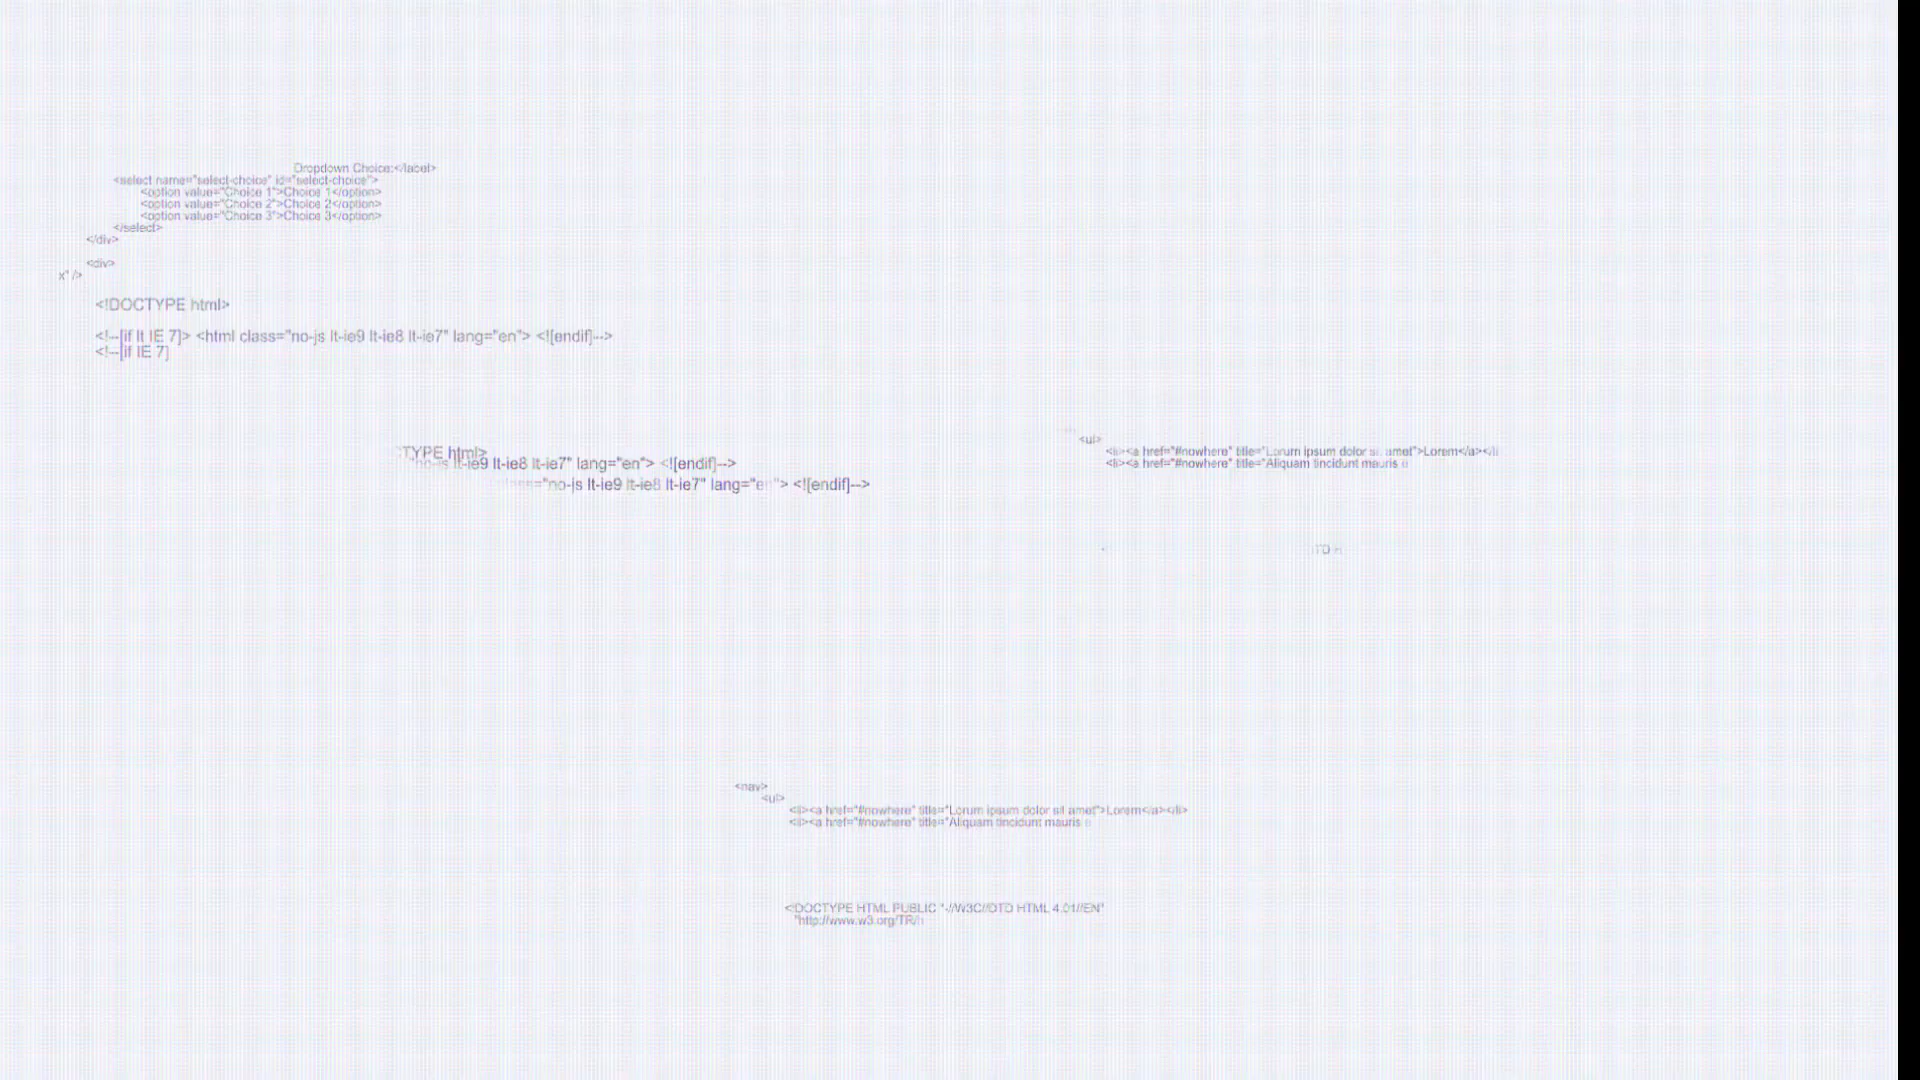 Dropdown Choice:</label>
<select name="select-choice" id="select-choice">
<option value="Choice 1">Choice 1</option>
<option value="Choice 2">Choice 2</option>
<option value="Choice 3">Choice 3</option>
</select>
</div>
<div>
x" />
<!DOCTYPE html>
<!--[if lt IE 7]> <html class="no-js lt-ie9 lt-ie8 lt-ie7" lang="en"> <![endif]-->
<!--[if IE 7]
TYPE html>
"no-js lt-ie9 lt-ie8 lt-ie7" lang="en"> <![endif]-->
="no-js lt-ie9 lt-ie8 lt-ie7" lang="en"> <![endif]-->
<ul>
<li><a href="#nowhere" title="Lorum ipsum dolor si. amet">Lorem</a></li
<li><a href="#nowhere" title="Aliquam tincidunt mauris e
TD H
<nav>
<ul>
<li><a href="#nowhere" title="Lorum ipsum dolor sit amet">Lorem</a></li>
<li><a href="#nowhere" title="Aliquam tincidunt mauris e
<!DOCTYPE HTML PUBLIC "-//W3C//DTD HTML 4.01//EN"
"http://www.w3.org/TR/h